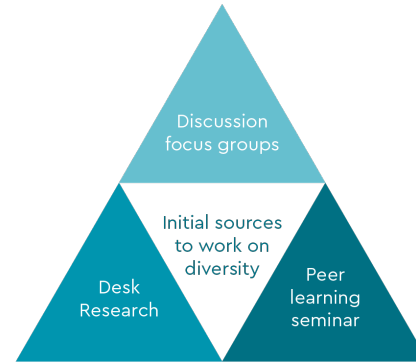 Discussion
focus groups
Initial sources
to work on
diversity
Desk
Research
Peer
learning
seminar